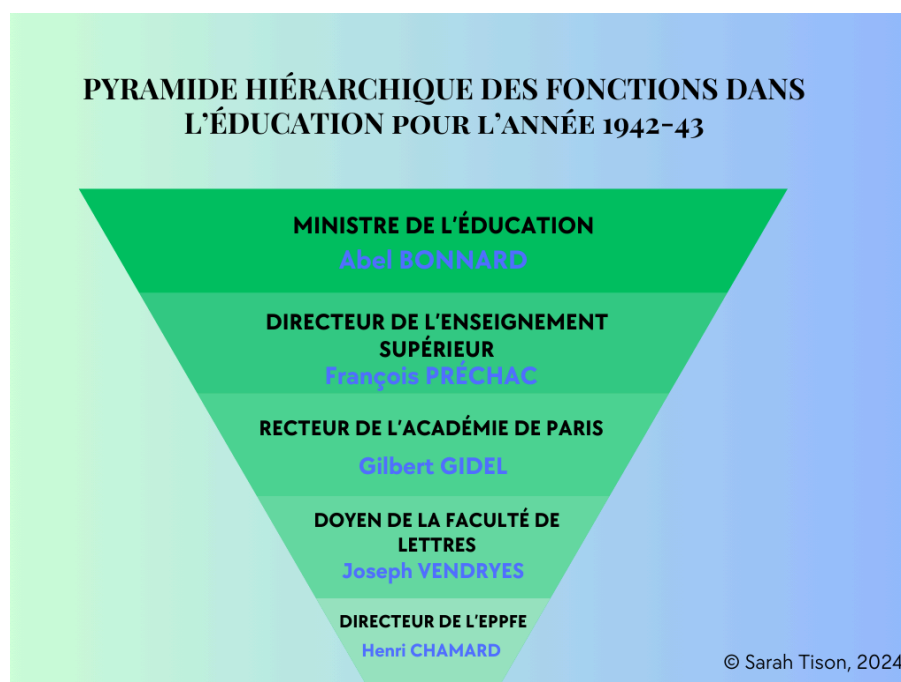 PYRAMIDE HIÉRARCHIQUE DES FONCTIONS DANS
L'ÉDUCATION POUR L'ANNÉE 1942-43
MINISTRE DE L'ÉDUCATION
Abel BONNARD
DIRECTEUR DE L'ENSEIGNEMENT
SUPÉRIEUR
François PRÉCHAC
RECTEUR DE L'ACADÉMIE DE PARIS
Gilbert GIDEL
DOYEN DE LA FACULTÉ DE
LETTRES
Joseph VENDRYES
DIRECTEUR DE L'EPPFE
Henri CHAMARD
© Sarah Tison, 2024